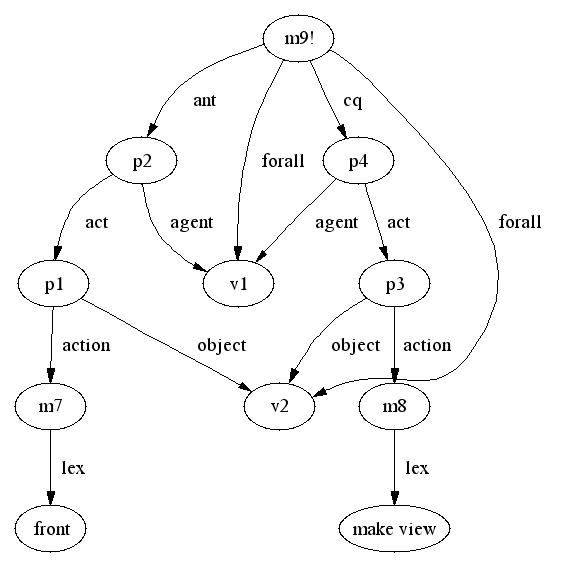 m9!
ant
cq
p2
forall
p4
act
agent
agent
act
forall
p1
v1
p3
action
object
object
action
m7
v2
m8
lex
lex
front
make view